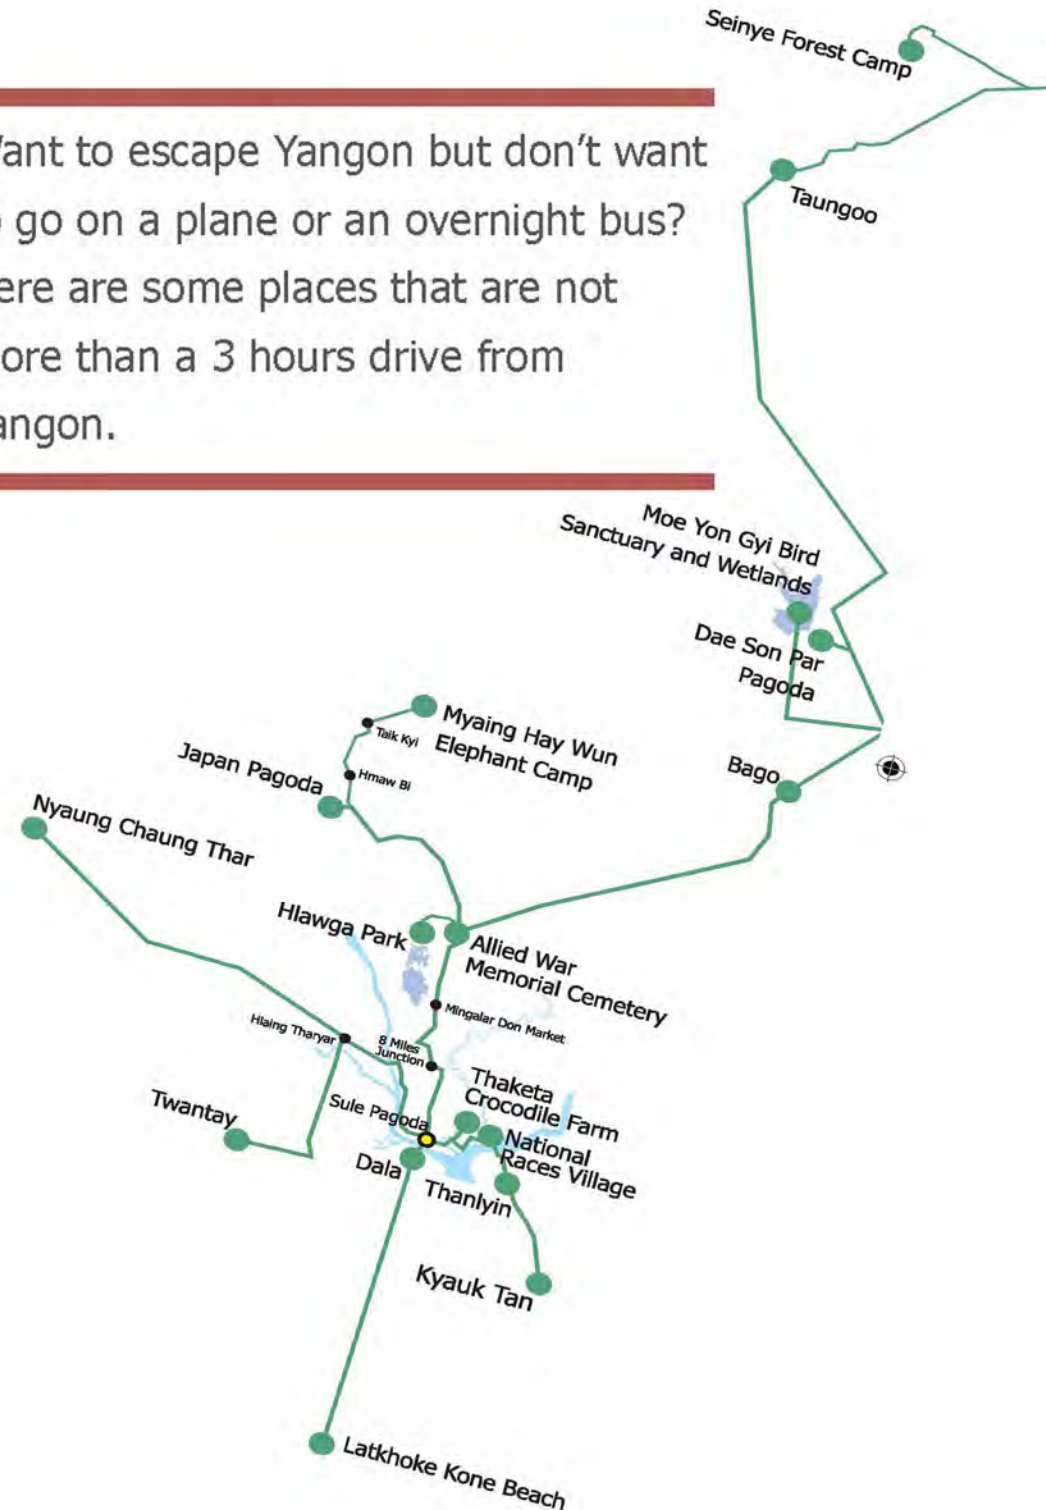 Seinye Forest Camp
ant to escape Yangon but don't want
go on a plane or an overnight bus?
ere are some places that are not
ore than a 3 hours drive from
angon.
Taungoo
Moe Yon Gyi Bird
Sanctuary and Wetlands
Dae Son Par
Pagoda
Myaing Hay Wun
Elephant Camp
Taik Kyi
Japan Pagoda
Hmaw Bi
Bago
Nyaung Chaung Thar
Hlawga Park
Allied War
Memorial Cemetery
Mingalar Don Market
Hlaing Tharyar
8 Miles
Junction
Thaketa
Crocodile Farm
Twantay
Sule Pagoda
National
Races Village
Dala
Thanlyin
Kyauk Tan
Latkhoke Kone Beach